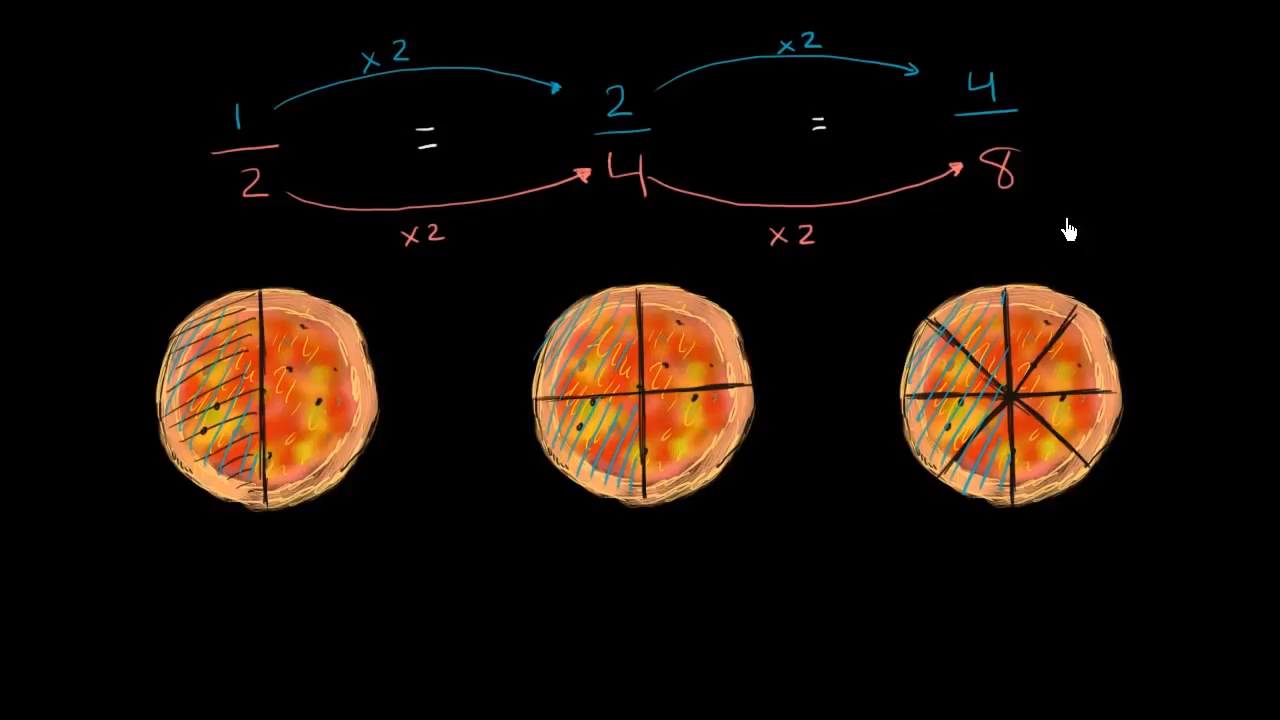 x 2 x 2
1/2 = 2/4 = 4/8
x 2 x 2